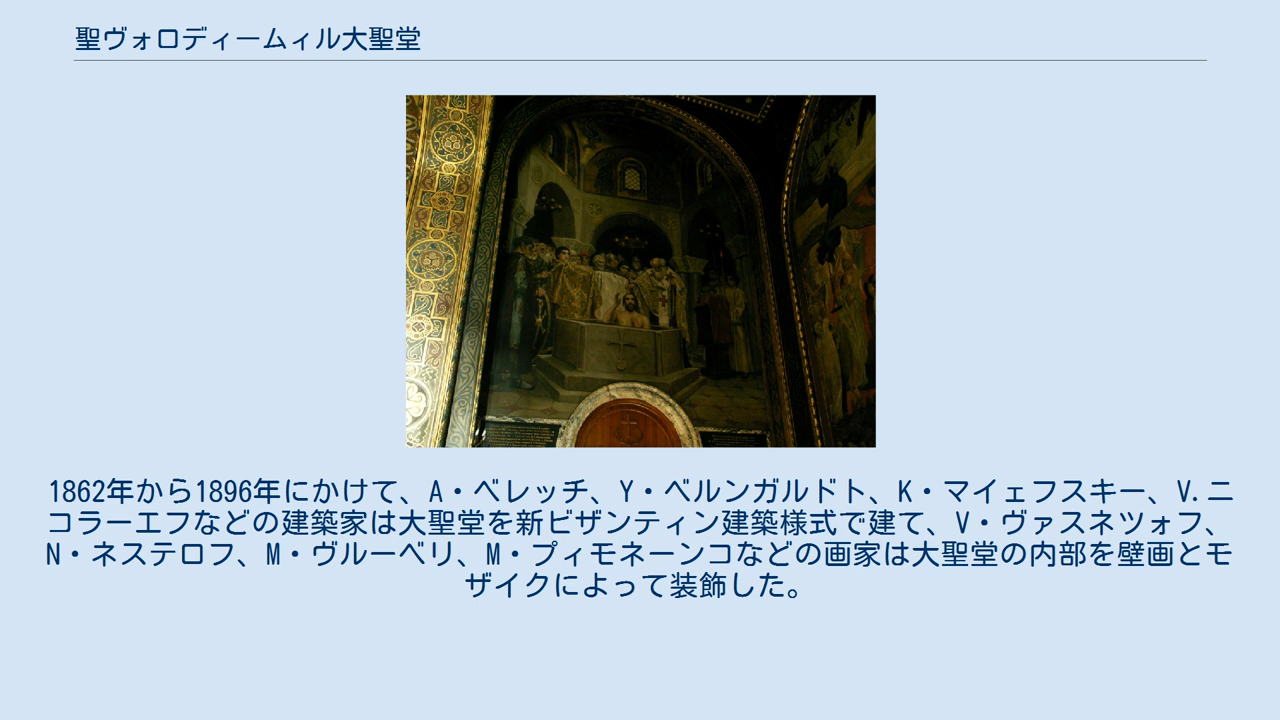 聖ヴォロディームィル大聖堂
1862年から1896年にかけて、A・ベレッチ、Y・ベルンガルドト、K・マイェフスキー、V.ニ
コラーエフなどの建築家は大聖堂を新ビザンティン建築様式で建て、V・ヴァスネツォフ、
N・ネステロフ、M・ヴルーベリ、M・プィモネーンコなどの画家は大聖堂の内部を壁画とモ
ザイクによって装飾した。